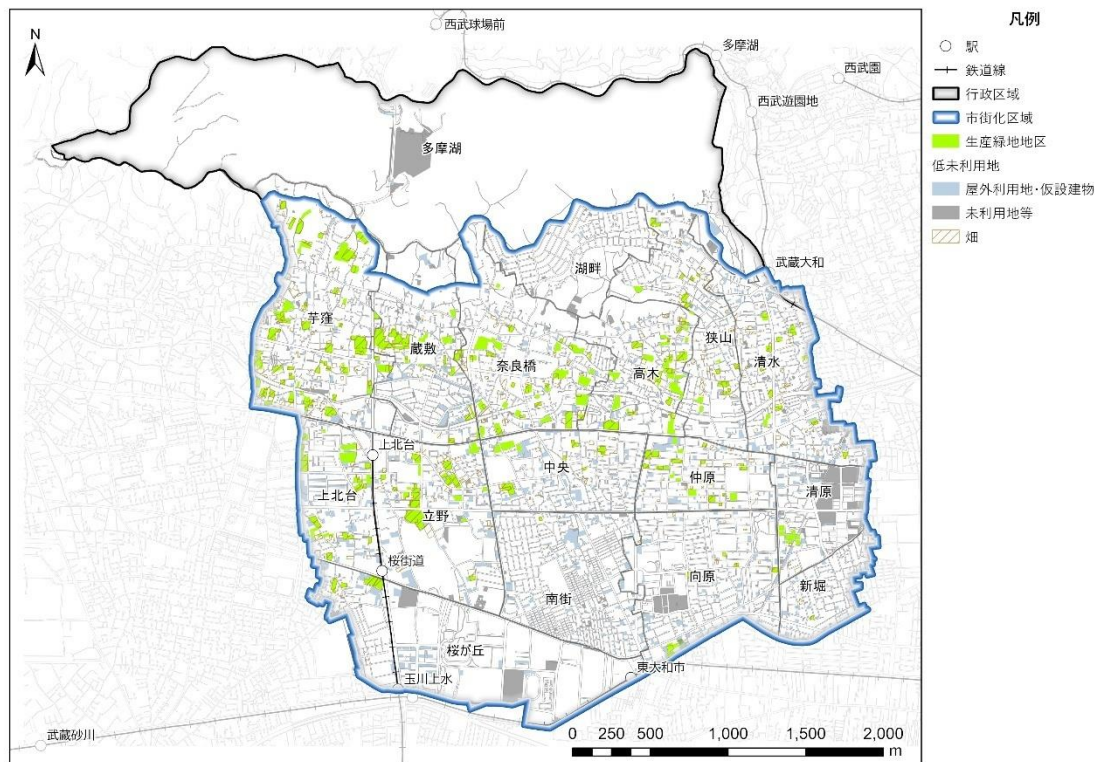 N
西武球場前
多摩湖
西武園
西武遊園地
多摩湖
武蔵大和
湖畔
芋窪
蔵敷
奈良橋
狭山
清水
高木
上北台
中央
仲原
上北台
清原
立野
桜街道
向原
新堀
南街
桜が丘
東大和市
玉川上水
武蔵砂川
0 250 500 1,000 1,500 2,000
m
凡例
駅
鉄道線
行政区域
市街化区域
生産緑地地区
低未利用地
屋外利用地・仮設建物
未利用地等
畑